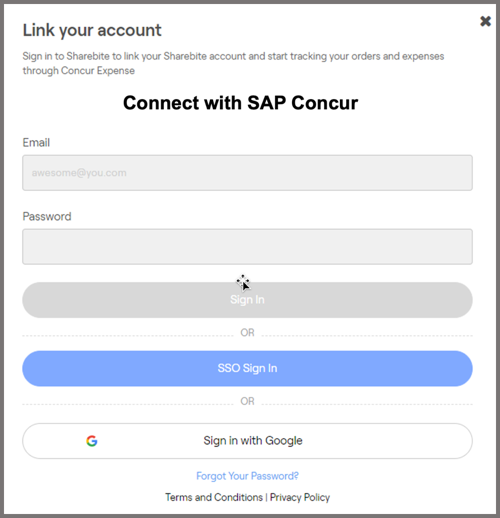 Link your account
Sign in to Sharebite to link your Sharebite account and start tracking your orders and expenses
through Concur Expense
Connect with SAP Concur
Email
awesome@you.com
Password
Sign In
OR
SSO Sign In
OR
Sign in with Google
Forgot Your Password?
Terms and Conditions | Privacy Policy